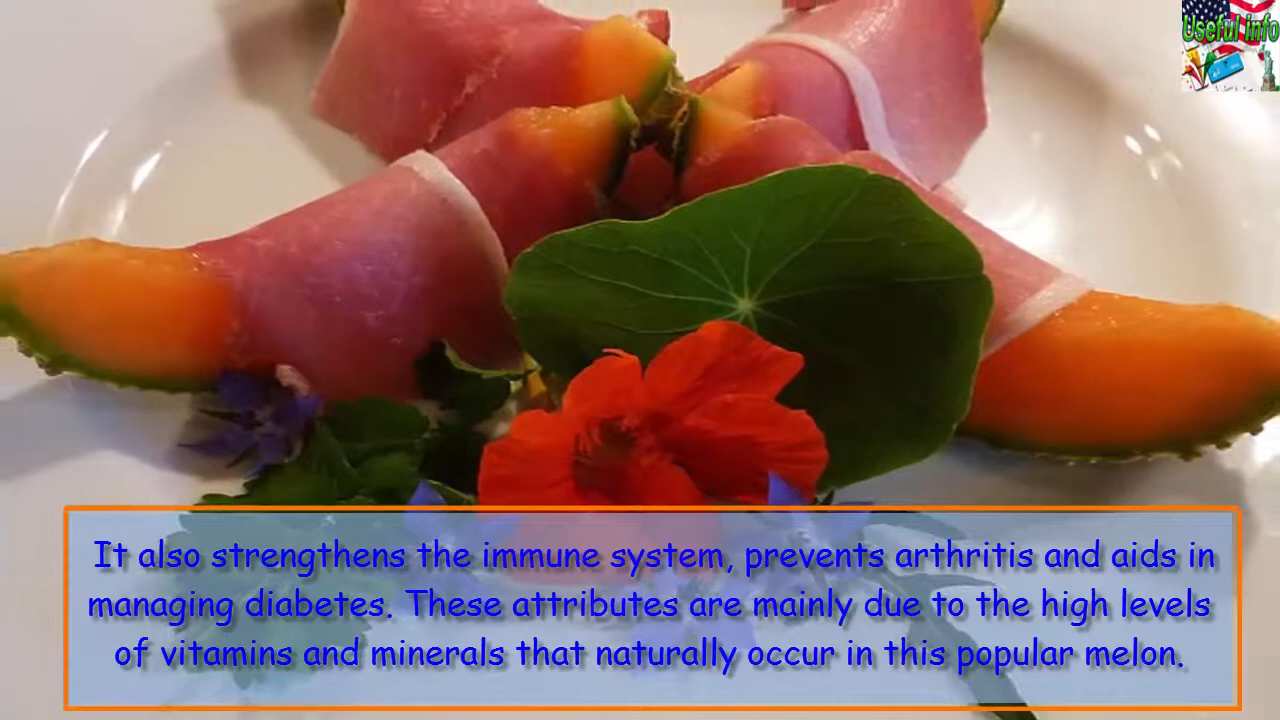 Useful info
It also strengthens the immune system, prevents arthritis and aids in
managing diabetes. These attributes are mainly due to the high levels
of vitamins and minerals that naturally occur in this popular melon.